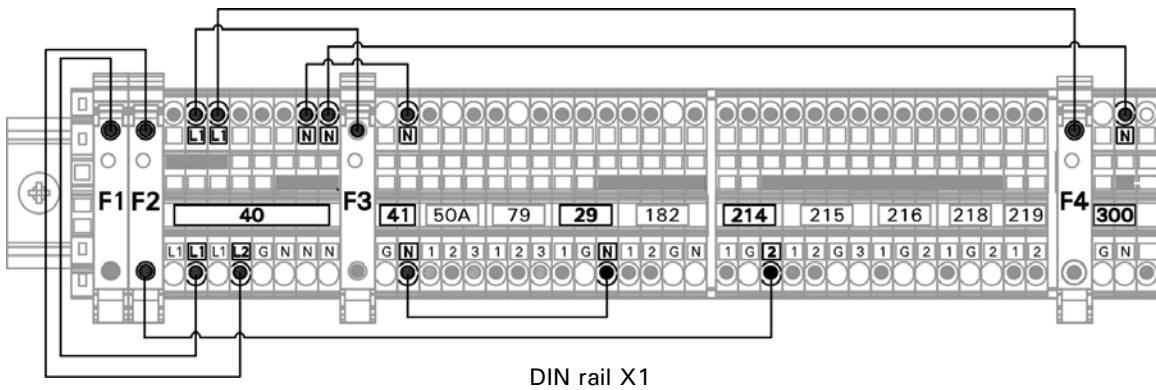 L1 L1 N N N N
F1 F2 40 F3 41 50A 79 29 182 214 215 216 218 219 F4 300
L1 L1 L1 L2 G N N N G N 1 2 3 1 2 3 1 G N 1 2 G N 1 G 2 1 2 G 3 1 G 2 1 G 2 1 2 G N
DIN rail X1